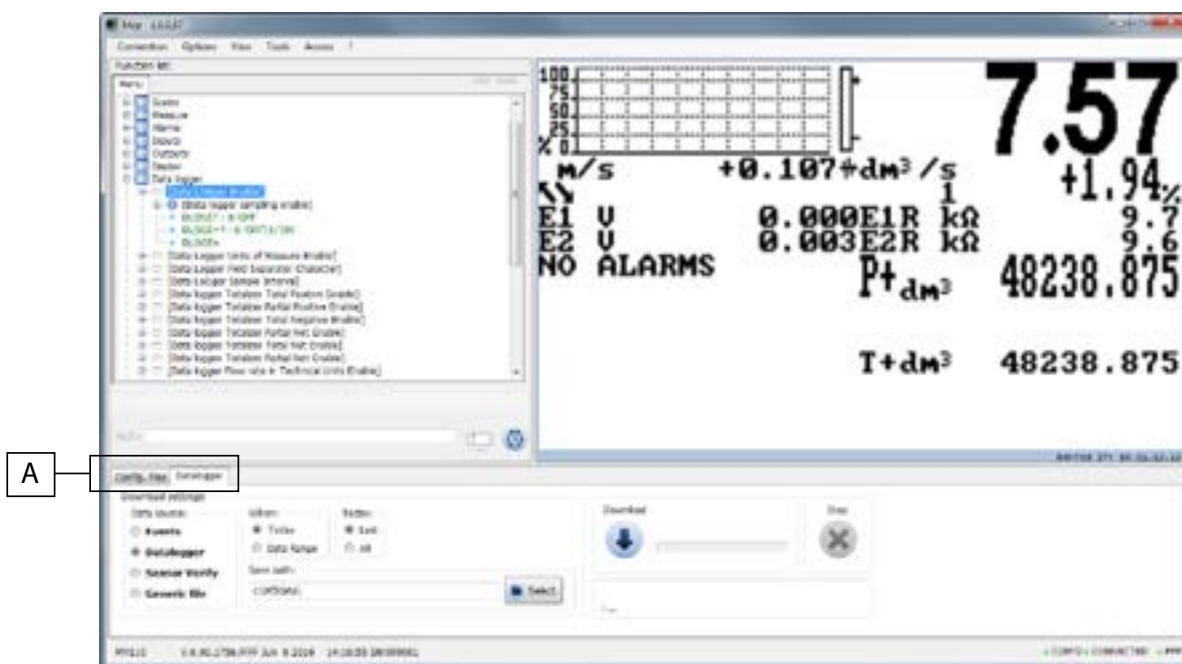 Connection Options View Tools Access ?
Function list:
Menu
Scales
Measure
Alarms
Inputs
Outputs
Data logger
[Data logger sampling enable]
[Data Logger Units of Measure Enable]
[Data Logger Field Separator Character]
[Data Logger Sample Interval]
[Data logger Totalizer Total Positive Enable]
[Data logger Totalizer Partial Positive Enable]
[Data logger Totalizer Total Negative Enable]
[Data logger Totalizer Partial Net Enable]
[Data logger Totalizer Total Net Enable]
[Data logger Totalizer Partial Net Enable]
[Data logger Flow rate in Technical Units Enable]
100
75
50
25
% 0
7.57
m/s +0.107 dm³/s +1.94%
1
E1 V 0.000 E1R kΩ 9.7
E2 V 0.003 E2R kΩ 9.6
NO ALARMS P+dm³ 48238.875
T+dm³ 48238.875
A
Config. files Datalogger
Download settings
Data source:
Events
Datalogger
Sensor Verify
Generic file
When:
Today
Data Range
Last
All
Save path:
Select
Download
Stop